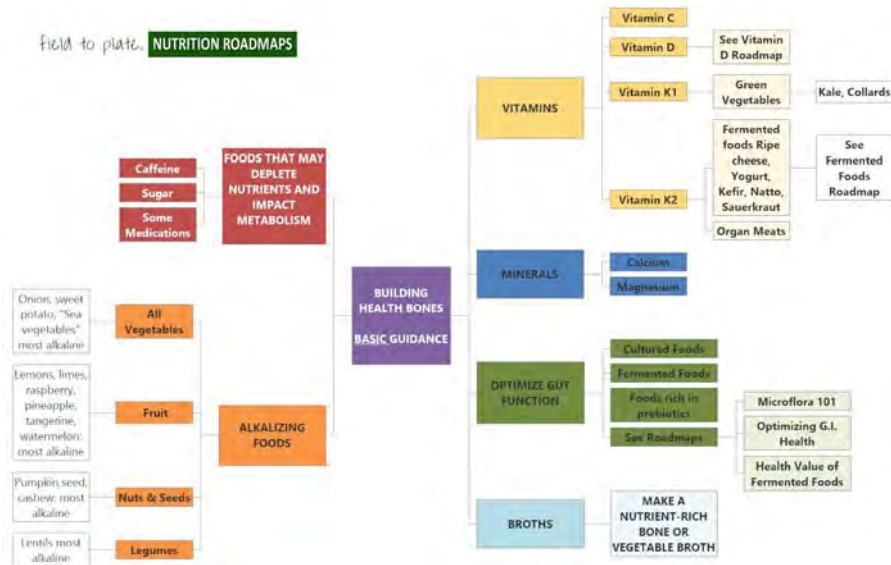 field to plate. NUTRITION ROADMAPS
FOODS THAT MAY
DEPLETE
NUTRIENTS AND
IMPACT
METABOLISM
Caffeine
Sugar
Some
Medications
BUILDING
HEALTH BONES
BASIC GUIDANCE
ALKALIZING
FOODS
All
Vegetables
Onion, sweet
potato, "Sea
vegetables"
most alkaline
Fruit
Lemons, limes,
raspberry,
pineapple,
tangerine,
watermelon:
most alkaline
Nuts & Seeds
Pumpkin seed,
cashew: most
alkaline
Legumes
Lentils most
alkaline
VITAMINS
Vitamin C
Vitamin D
See Vitamin
D Roadmap
Vitamin K1
Green
Vegetables
Kale, Collards
Vitamin K2
Fermented
foods Ripe
cheese,
Yogurt,
Kefir, Natto,
Sauerkraut
See
Fermented
Foods
Roadmap
Organ Meats
MINERALS
Calcium
Magnesium
OPTIMIZE GUT
FUNCTION
Cultured Foods
Fermented Foods
Foods rich in
prebiotics
See Roadmaps
Microflora 101
Optimizing G.I.
Health
Health Value of
Fermented Foods
BROTHS
MAKE A
NUTRIENT-RICH
BONE OR
VEGETABLE BROTH